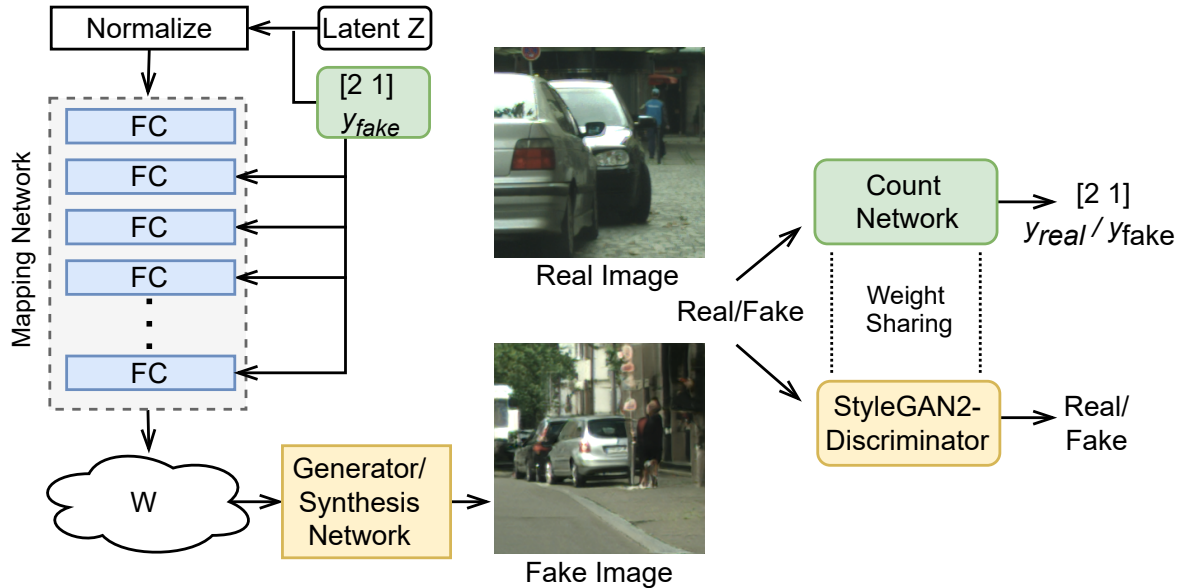 Normalize
Latent Z
[2 1]
y_fake
Mapping Network
FC
FC
FC
FC
FC
W
Generator/
Synthesis
Network
Real Image
Fake Image
Real/Fake
Count
Network
[2 1]
y_real / y_fake
Weight
Sharing
StyleGAN2-
Discriminator
Real/
Fake